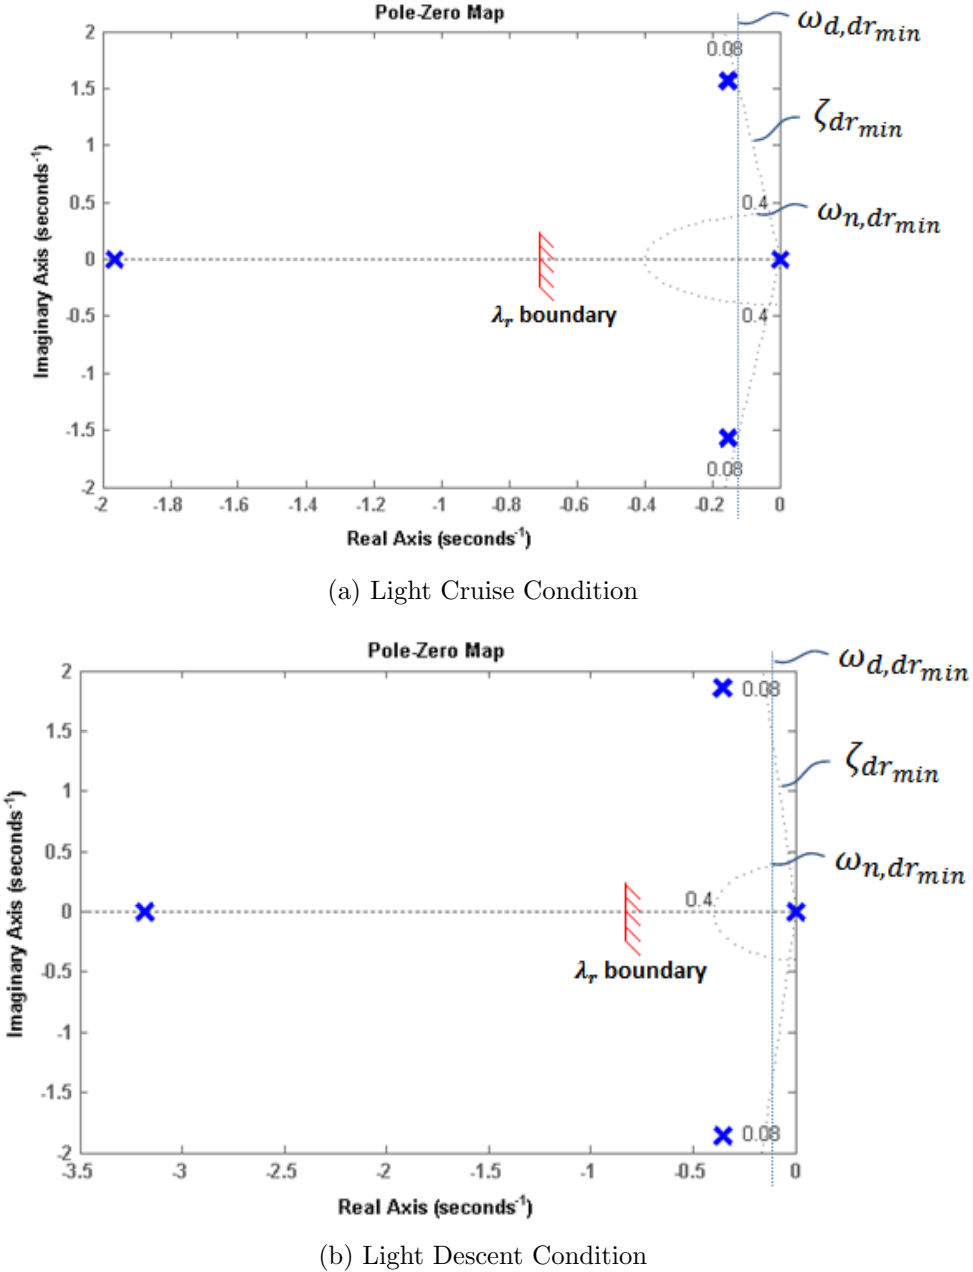 Pole-Zero Map
ω_{d,dr_{min}}
2
0.08
1.5
ζ_{dr_{min}}
1
0.5
0.4
ω_{n,dr_{min}}
0
λ_r boundary
-0.5
0.4
-1
-1.5
0.08
-2
Imaginary Axis (seconds⁻¹)
-2 -1.8 -1.6 -1.4 -1.2 -1 -0.8 -0.6 -0.4 -0.2 0
Real Axis (seconds⁻¹)
(a) Light Cruise Condition
Pole-Zero Map
ω_{d,dr_{min}}
2
0.08
1.5
ζ_{dr_{min}}
1
0.5
ω_{n,dr_{min}}
0.4
0
λ_r boundary
-0.5
-1
-1.5
0.08
-2
Imaginary Axis (seconds⁻¹)
-3.5 -3 -2.5 -2 -1.5 -1 -0.5 0
Real Axis (seconds⁻¹)
(b) Light Descent Condition